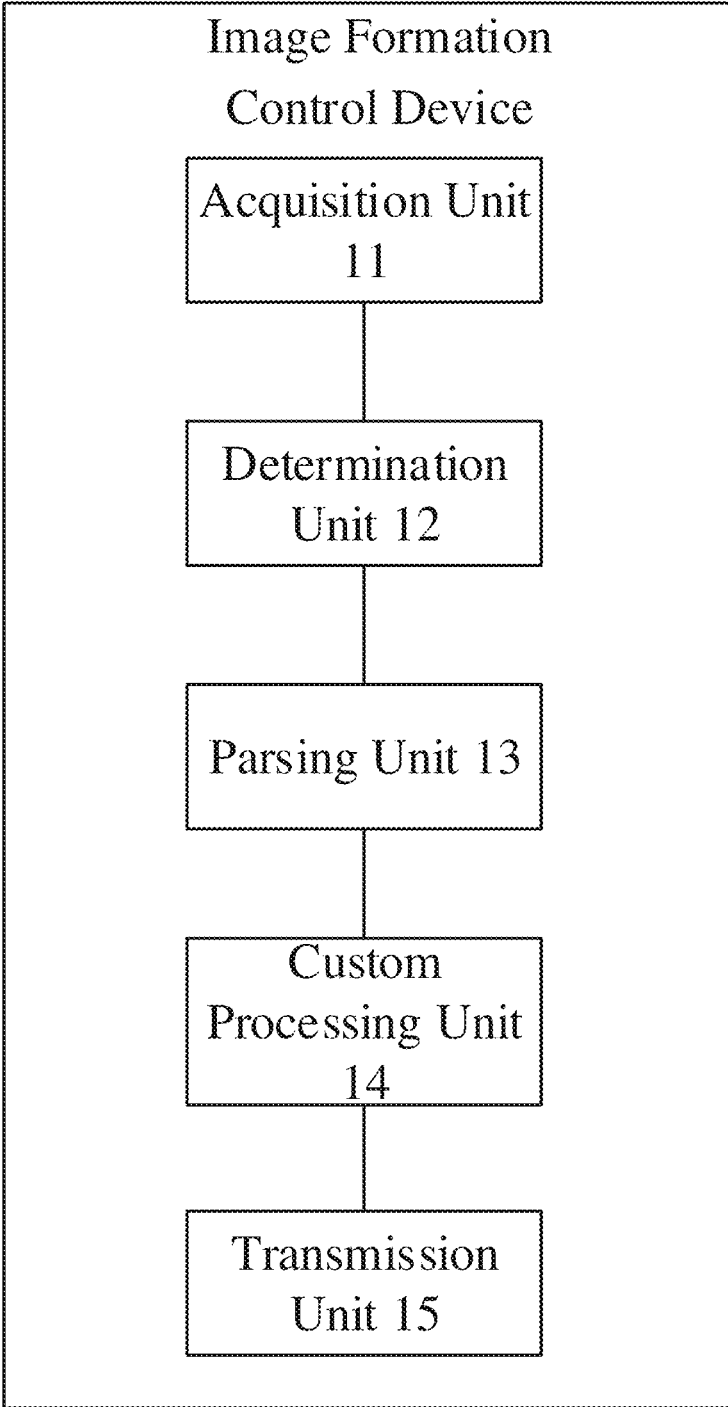 Image Formation
Control Device
Acquisition Unit
11
Determination
Unit 12
Parsing Unit 13
Custom
Processing Unit
14
Transmission
Unit 15